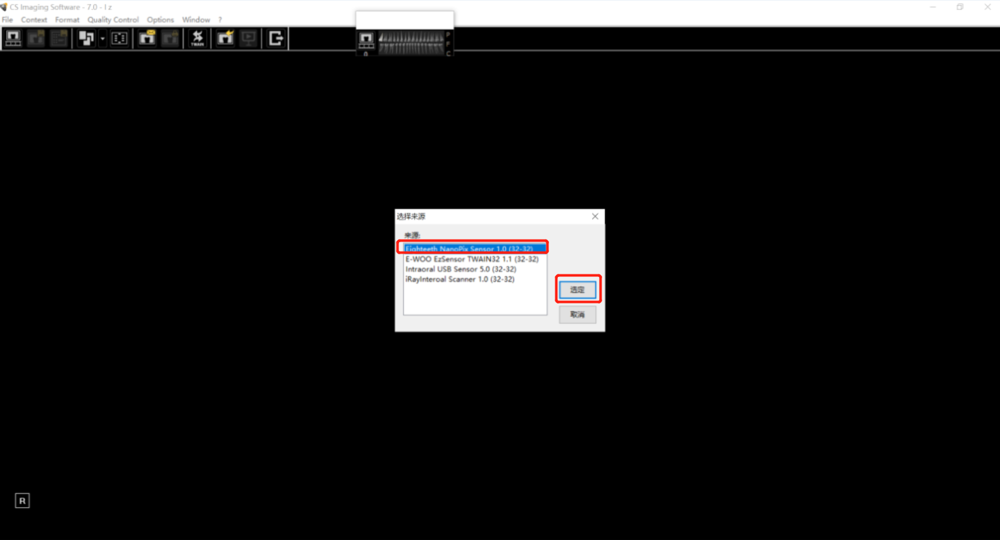 CS Imaging Software - 7.0 - l z
File Context Format Quality Control Options Window ?
TWAIN
P
F
0 C
选择来源
来源:
Eighteeth NanoPix Sensor 1.0 (32-32)
E-WOO EzSensor TWAIN32 1.1 (32-32)
Intraoral USB Sensor 5.0 (32-32)
iRayInteroal Scanner 1.0 (32-32)
选定
取消
R